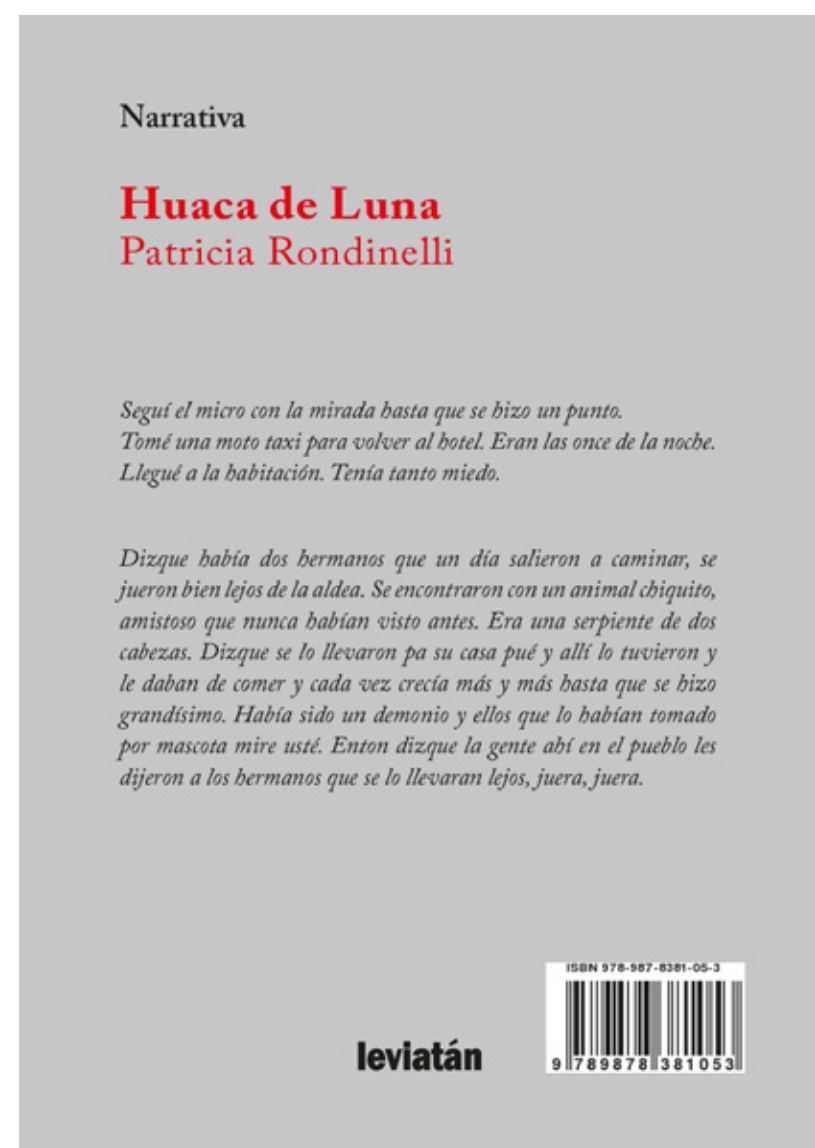 Narrativa
Huaca de Luna
Patricia Rondinelli
Seguí el micro con la mirada hasta que se hizo un punto.
Tomé una moto taxi para volver al hotel. Eran las once de la noche.
Llegué a la habitación. Tenía tanto miedo.
Dizque había dos hermanos que un día salieron a caminar, se
jueron bien lejos de la aldea. Se encontraron con un animal chiquito,
amistoso que nunca habían visto antes. Era una serpiente de dos
cabezas. Dizque se lo llevaron pa su casa pué y allí lo tuvieron y
le daban de comer y cada vez crecía más y más hasta que se hizo
grandísimo. Había sido un demonio y ellos que lo habían tomado
por mascota mire usté. Enton dizque la gente ahí en el pueblo les
dijeron a los hermanos que se lo llevaran lejos, juera, juera.
ISBN 978-987-8381-05-3
leviatán
9 789878 381053